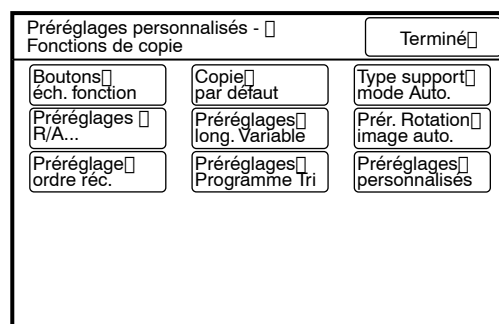 Préréglages personnalisés -
Fonctions de copie
Terminé
Boutons
éch. fonction
Copie
par défaut
Type support
mode Auto.
Préréglages
R/A...
Préréglages
long. Variable
Prér. Rotation
image auto.
Préréglage
ordre réc.
Préréglages
Programme Tri
Préréglages
personnalisés